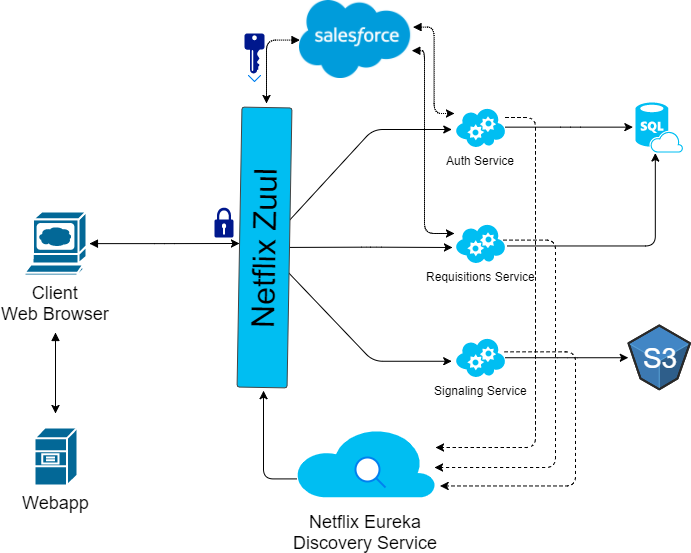 salesforce
Netflix Zuul
SQL
Auth Service
Client
Web Browser
Requisitions Service
S3
Signaling Service
Webapp
Netflix Eureka
Discovery Service